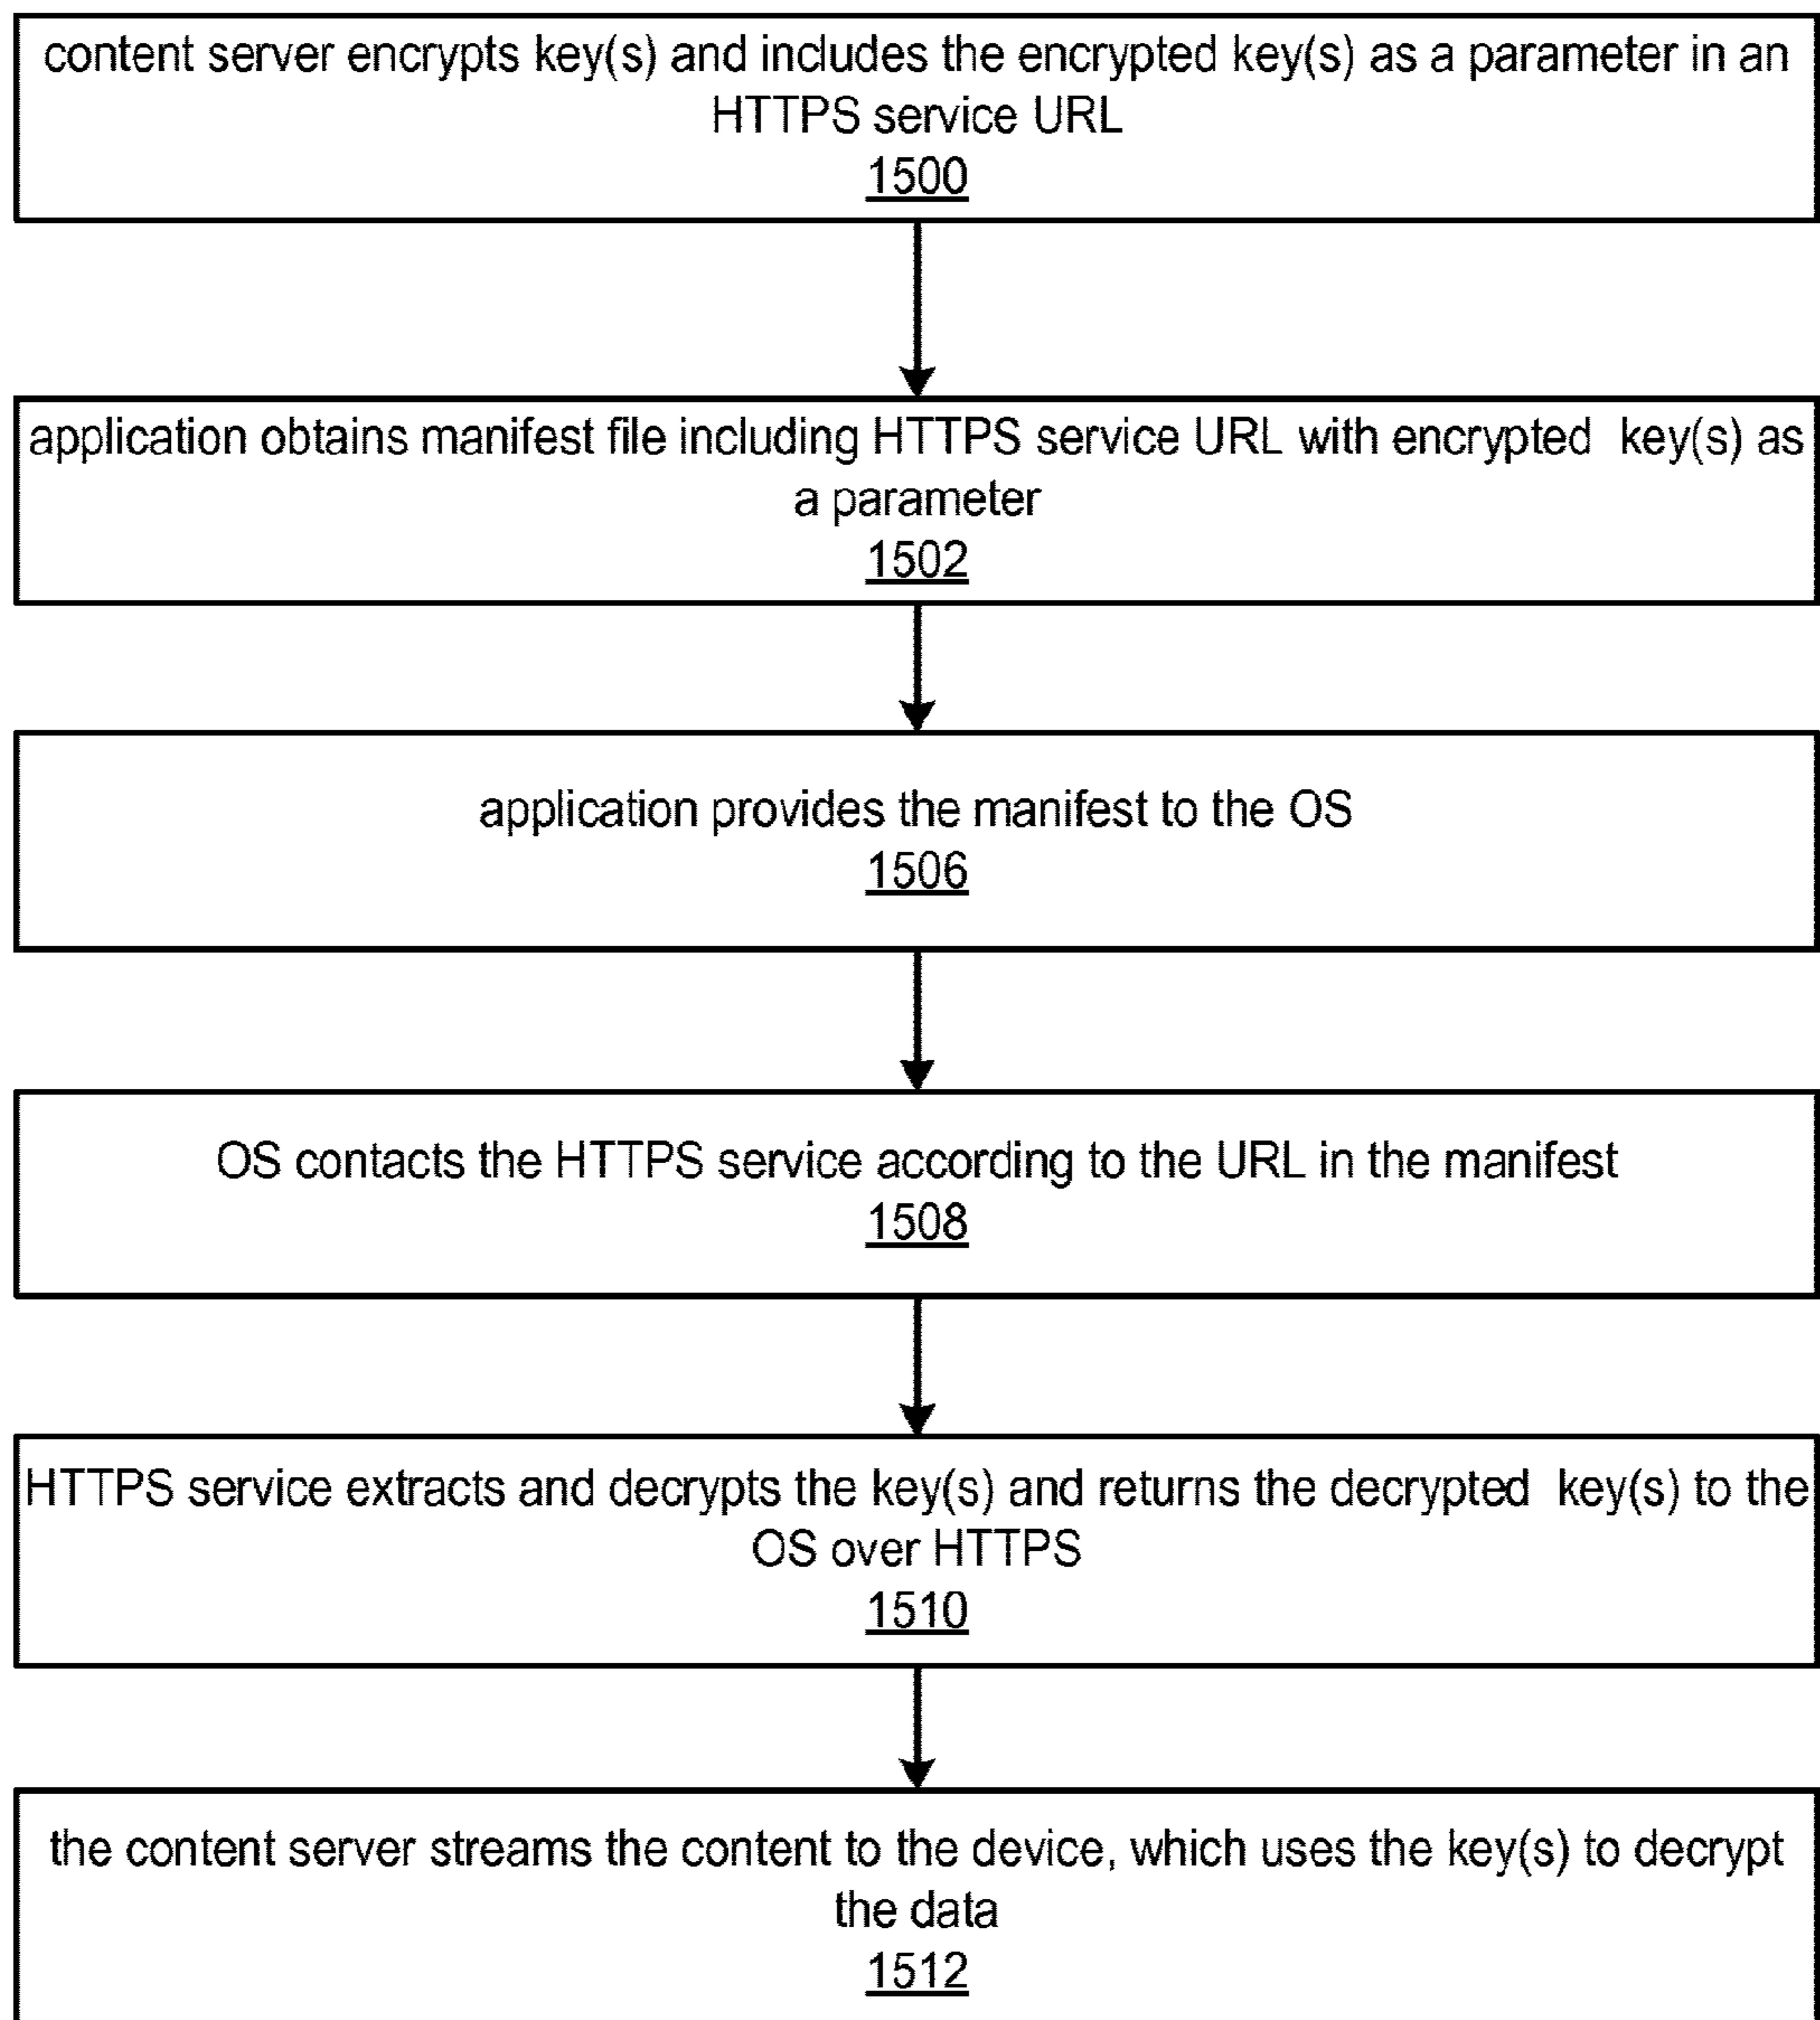 content server encrypts key(s) and includes the encrypted key(s) as a parameter in an
HTTPS service URL
1500
application obtains manifest file including HTTPS service URL with encrypted key(s) as
a parameter
1502
application provides the manifest to the OS
1506
OS contacts the HTTPS service according to the URL in the manifest
1508
HTTPS service extracts and decrypts the key(s) and returns the decrypted key(s) to the
OS over HTTPS
1510
the content server streams the content to the device, which uses the key(s) to decrypt
the data
1512